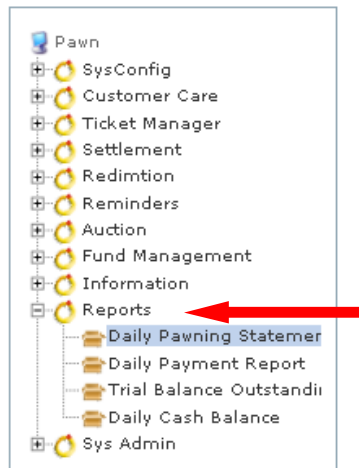 Pawn
SysConfig
Customer Care
Ticket Manager
Settlement
Redimtion
Reminders
Auction
Fund Management
Information
Reports
Daily Pawning Statemer
Daily Payment Report
Trial Balance Outstandi
Daily Cash Balance
Sys Admin